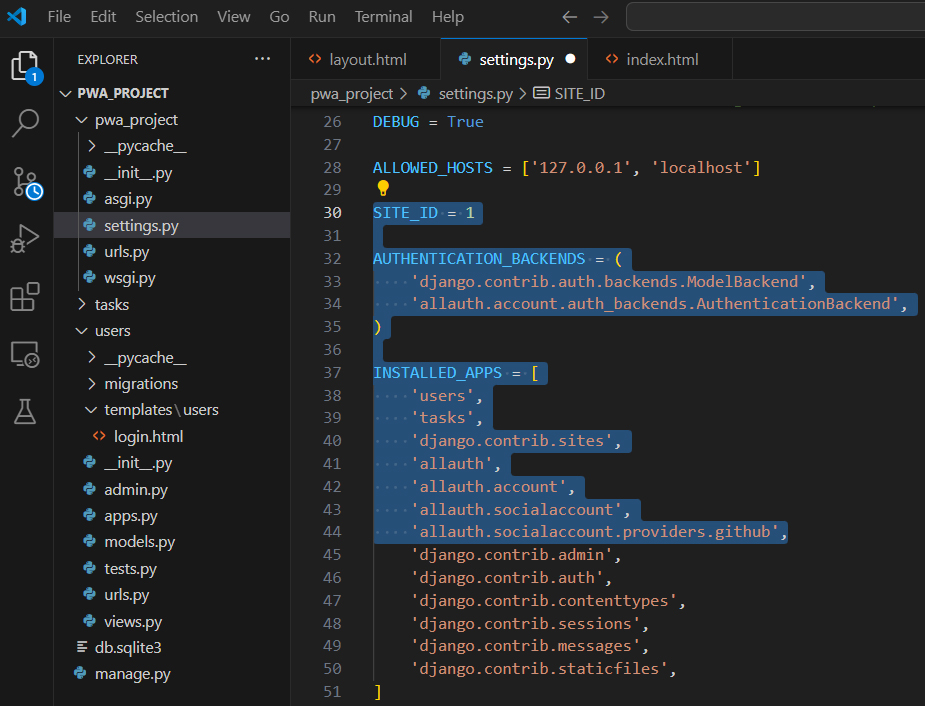 File Edit Selection View Go Run Terminal Help
EXPLORER
layout.html
settings.py
index.html
1
PWA_PROJECT
pwa_project
__pycache__
__init__.py
asgi.py
settings.py
urls.py
wsgi.py
tasks
users
__pycache__
migrations
templates\users
login.html
__init__.py
admin.py
apps.py
models.py
tests.py
urls.py
views.py
db.sqlite3
manage.py
pwa_project > settings.py > SITE_ID
26 DEBUG = True
27
28 ALLOWED_HOSTS = ['127.0.0.1', 'localhost']
29
30 SITE_ID = 1
31
32 AUTHENTICATION_BACKENDS = (
33 'django.contrib.auth.backends.ModelBackend',
34 'allauth.account.auth_backends.AuthenticationBackend',
35 )
36
37 INSTALLED_APPS = [
38 'users',
39 'tasks',
40 'django.contrib.sites',
41 'allauth',
42 'allauth.account',
43 'allauth.socialaccount',
44 'allauth.socialaccount.providers.github',
45 'django.contrib.admin',
46 'django.contrib.auth',
47 'django.contrib.contenttypes',
48 'django.contrib.sessions',
49 'django.contrib.messages',
50 'django.contrib.staticfiles',
51 ]